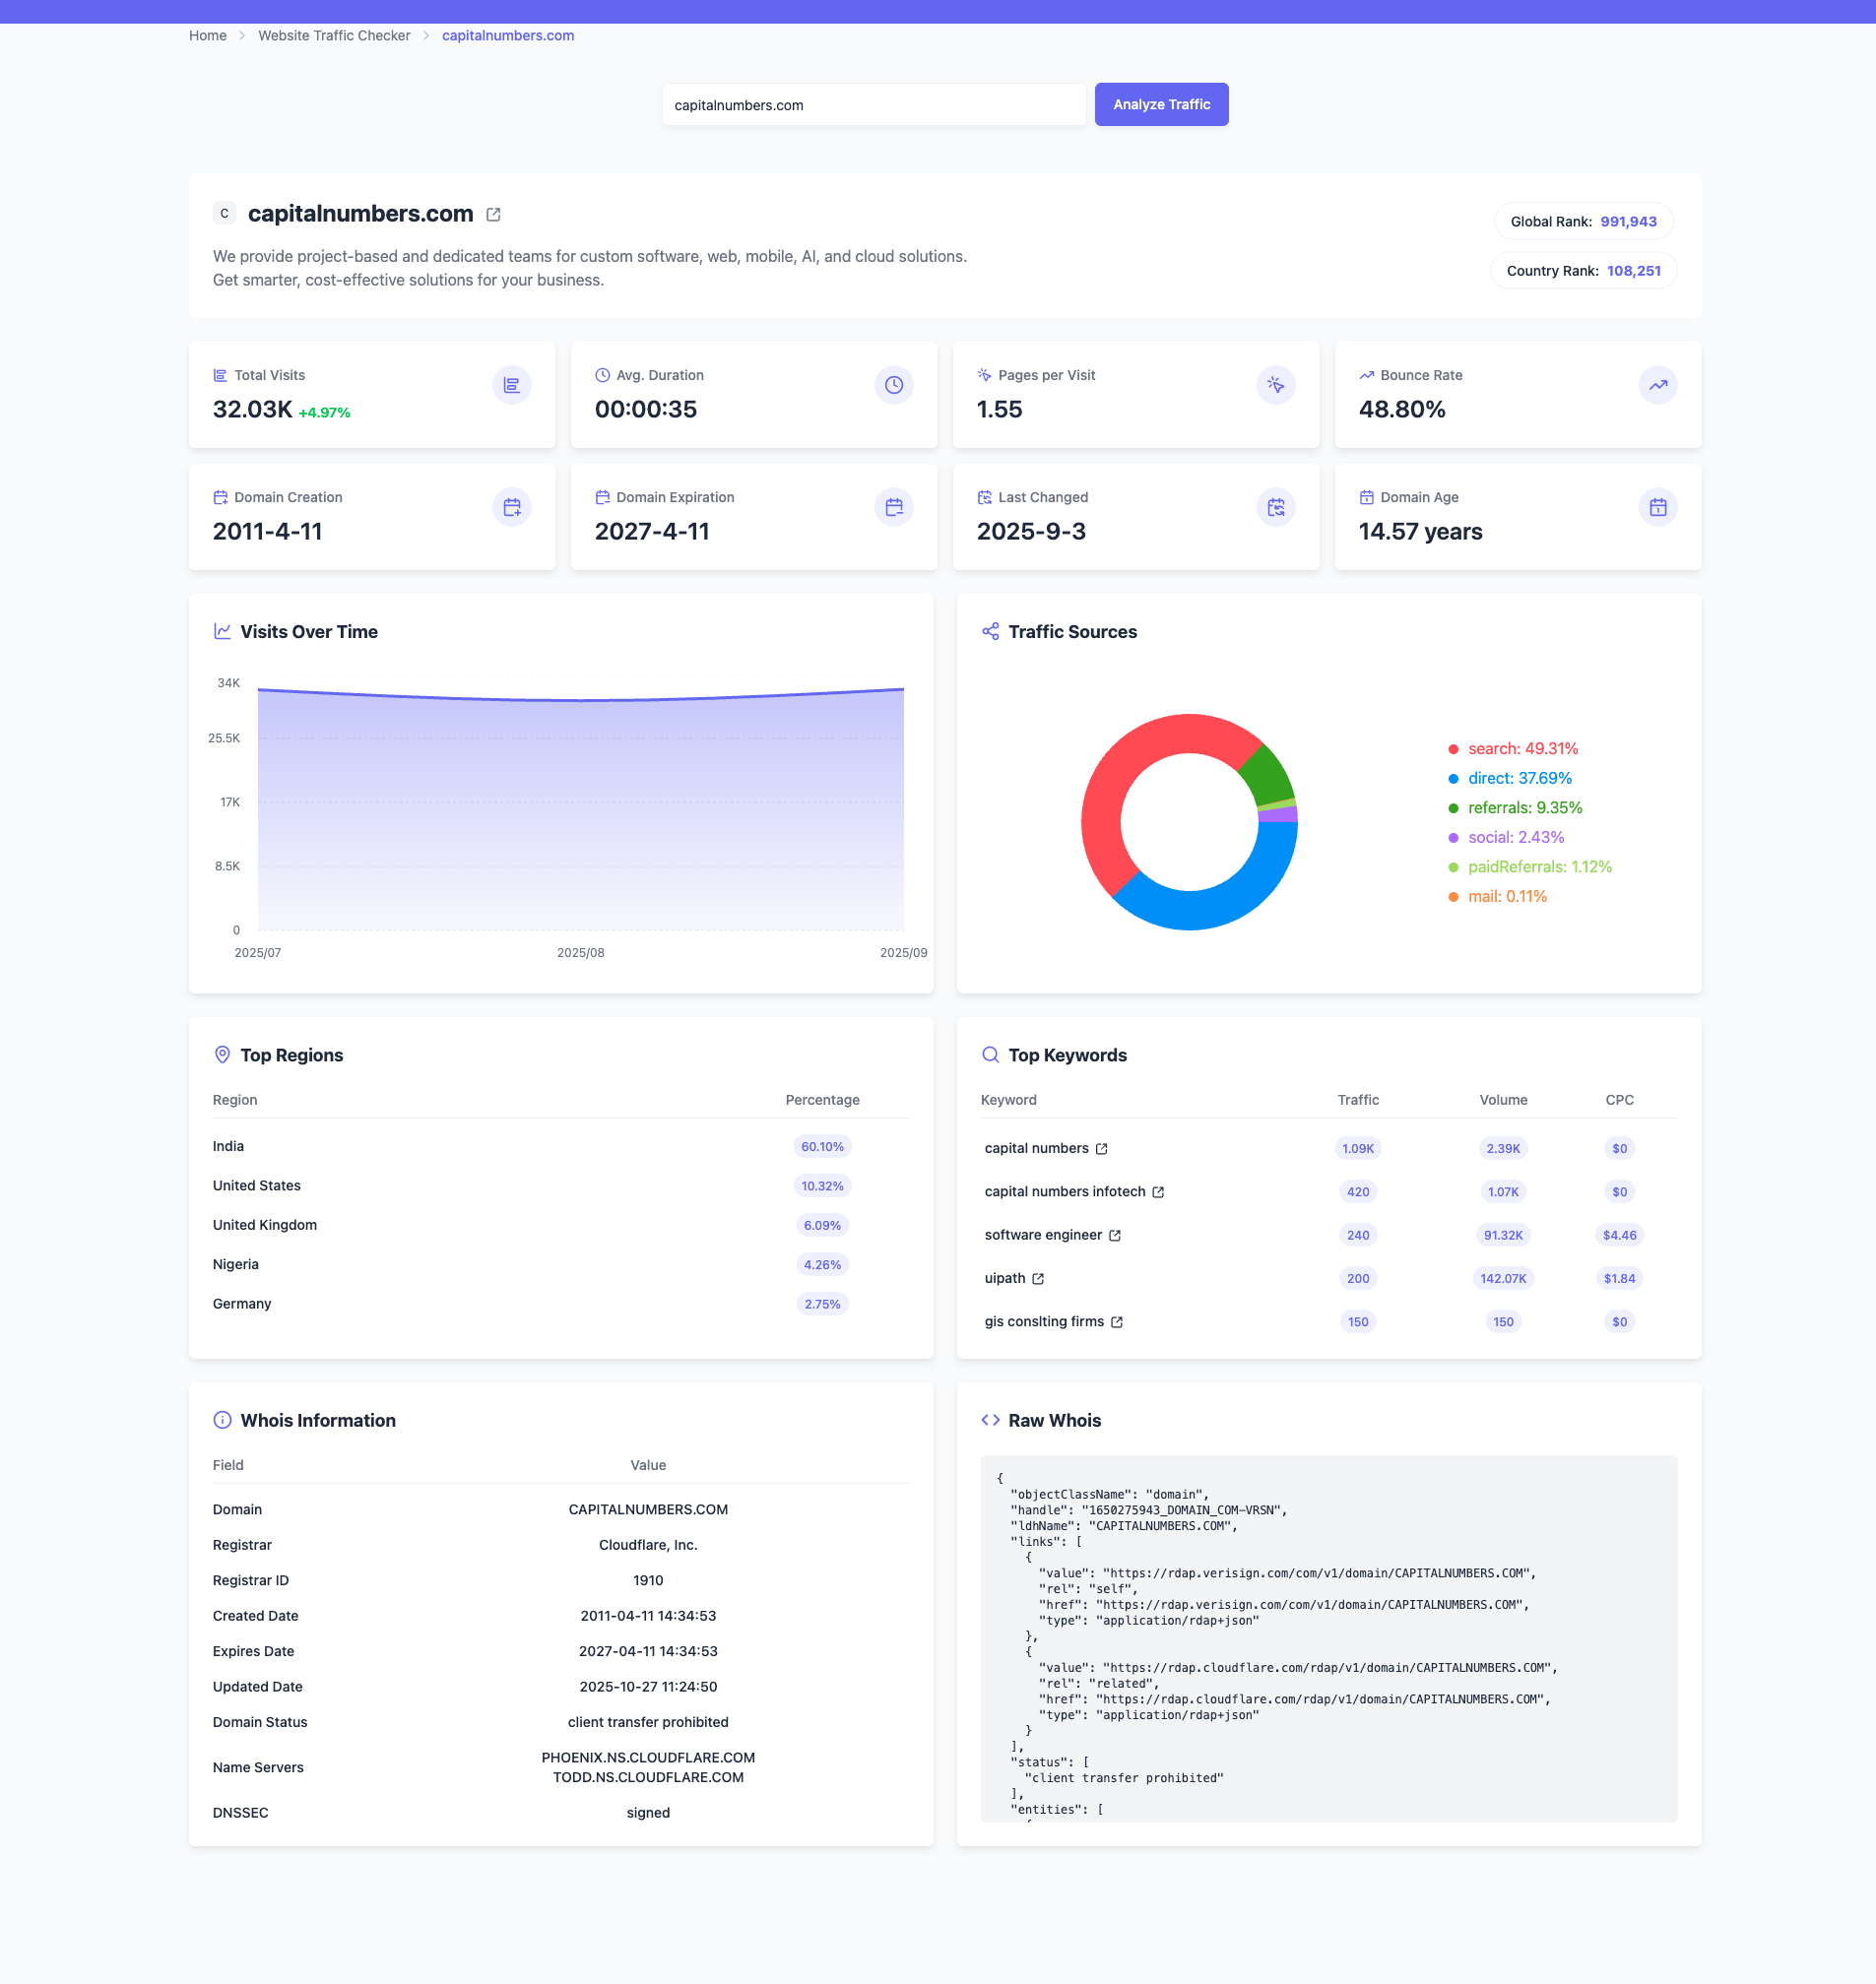 Home > Website Traffic Checker > capitalnumbers.com
capitalnumbers.com
Analyze Traffic
C capitalnumbers.com
We provide project-based and dedicated teams for custom software, web, mobile, AI, and cloud solutions.
Get smarter, cost-effective solutions for your business.
Global Rank: 991,943
Country Rank: 108,251
Total Visits
32.03K +4.97%
Avg. Duration
00:00:35
Pages per Visit
1.55
Bounce Rate
48.80%
Domain Creation
2011-4-11
Domain Expiration
2027-4-11
Last Changed
2025-9-3
Domain Age
14.57 years
Visits Over Time
34K
25.5K
17K
8.5K
0
2025/07 2025/08 2025/09
Traffic Sources
search: 49.31%
direct: 37.69%
referrals: 9.35%
social: 2.43%
paidReferrals: 1.12%
mail: 0.11%
Top Regions
Region Percentage
India 60.10%
United States 10.32%
United Kingdom 6.09%
Nigeria 4.26%
Germany 2.75%
Top Keywords
Keyword Traffic Volume CPC
capital numbers 1.09K 2.39K $0
capital numbers infotech 420 1.07K $0
software engineer 240 91.32K $4.46
uipath 200 142.07K $1.84
gis conslting firms 150 150 $0
Whois Information
Field Value
Domain CAPITALNUMBERS.COM
Registrar Cloudflare, Inc.
Registrar ID 1910
Created Date 2011-04-11 14:34:53
Expires Date 2027-04-11 14:34:53
Updated Date 2025-10-27 11:24:50
Domain Status client transfer prohibited
Name Servers PHOENIX.NS.CLOUDFLARE.COM
TODD.NS.CLOUDFLARE.COM
DNSSEC signed
Raw Whois
{
"objectClassName": "domain",
"handle": "1650275943_DOMAIN_COM-VRSN",
"ldhName": "CAPITALNUMBERS.COM",
"links": [
{
"value": "https://rdap.verisign.com/com/v1/domain/CAPITALNUMBERS.COM",
"rel": "self",
"href": "https://rdap.verisign.com/com/v1/domain/CAPITALNUMBERS.COM",
"type": "application/rdap+json"
},
{
"value": "https://rdap.cloudflare.com/rdap/v1/domain/CAPITALNUMBERS.COM",
"rel": "related",
"href": "https://rdap.cloudflare.com/rdap/v1/domain/CAPITALNUMBERS.COM",
"type": "application/rdap+json"
}
],
"status": [
"client transfer prohibited"
],
"entities": [